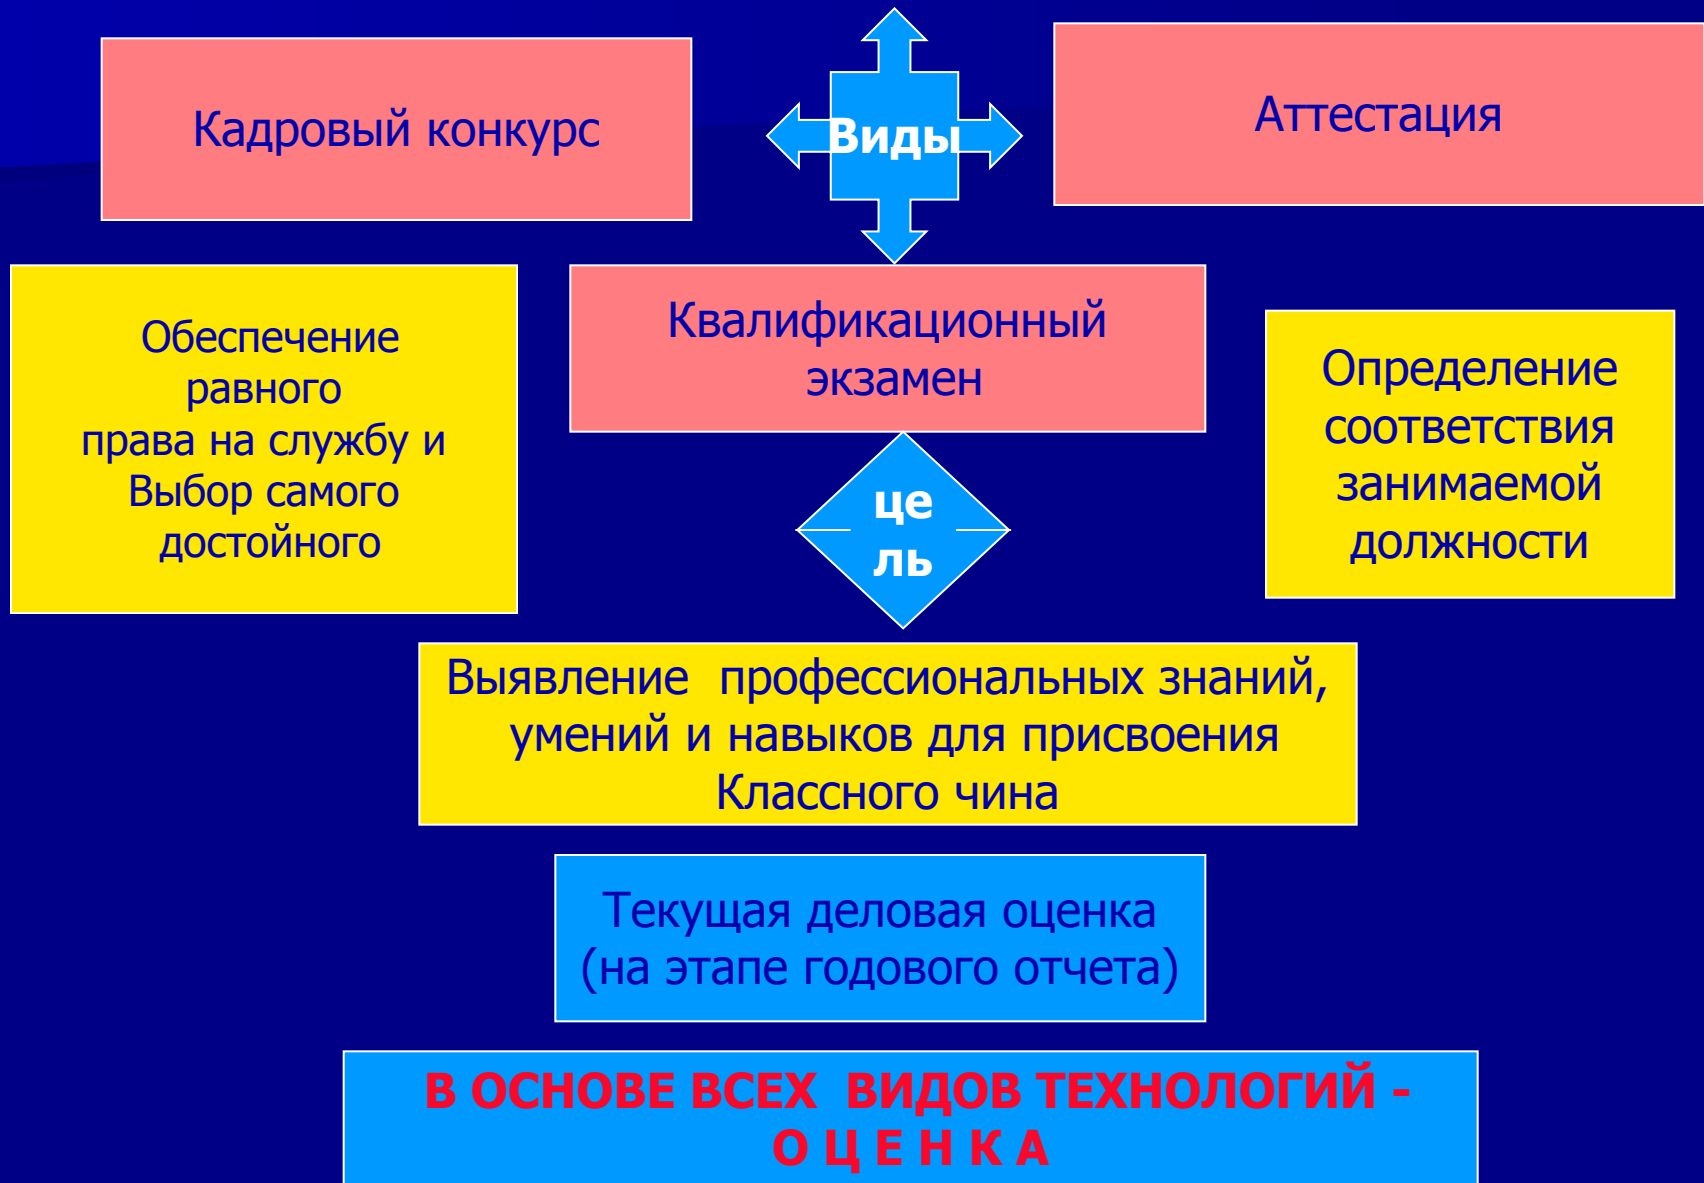 Кадровый конкурс
Виды
Аттестация
Обеспечение
равного
права на службу и
Выбор самого
достойного
Квалификационный
экзамен
Определение
соответствия
занимаемой
должности
це
ль
Выявление  профессиональных знаний,
умений и навыков для присвоения
Классного чина
Текущая деловая оценка
(на этапе годового отчета)
В ОСНОВЕ ВСЕХ  ВИДОВ ТЕХНОЛОГИЙ -
О Ц Е Н К А